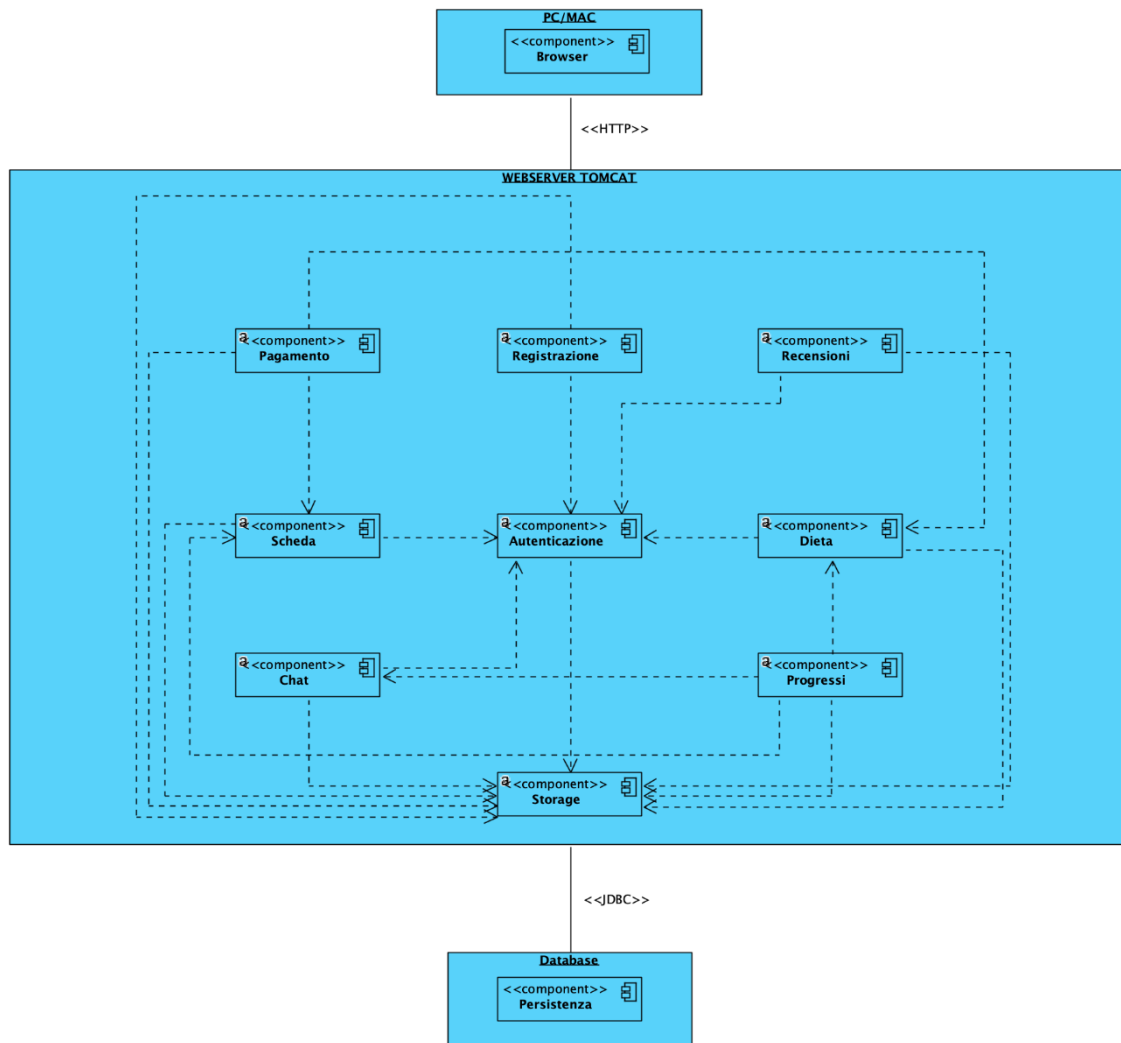 PC/MAC
<<component>>
Browser
<<HTTP>>
WEBSERVER TOMCAT
a
<<component>>
Pagamento
a
<<component>>
Registrazione
a
<<component>>
Recensioni
a
<<component>>
Scheda
a
<<component>>
Autenticazione
a
<<component>>
Dieta
a
<<component>>
Chat
a
<<component>>
Progressi
a
<<component>>
Storage
<<JDBC>>
Database
<<component>>
Persistenza